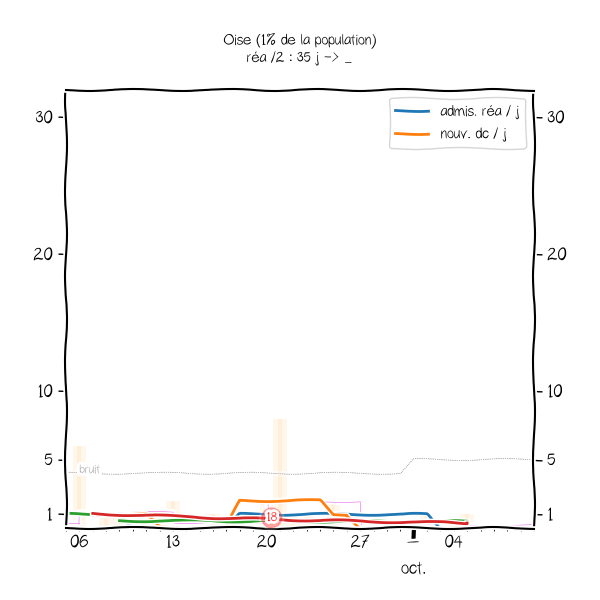 Oise (1% de la population)
réa /2 : 35 j -> _
admis. réa / j
nouv. dc / j
30 30
20 20
10 10
5 5
bruit
1 1
18
06 13 20 27 04
oct.